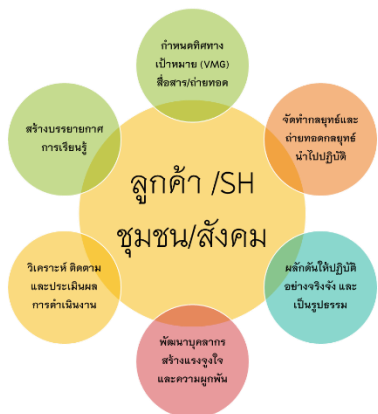 กำหนดทิศทาง
เป้าหมาย (VMG)
สื่อสาร/ถ่ายทอด
จัดทำกลยุทธ์และ
ถ่ายทอดกลยุทธ์
นำไปปฏิบัติ
ผลักดันให้ปฏิบัติ
อย่างจริงจัง และ
เป็นรูปธรรม
พัฒนาบุคลากร
สร้างแรงจูงใจ
และความผูกพัน
วิเคราะห์ ติดตาม
และประเมินผล
การดำเนินงาน
สร้างบรรยายกาศ
การเรียนรู้
ลูกค้า /SH
ชุมชน/สังคม